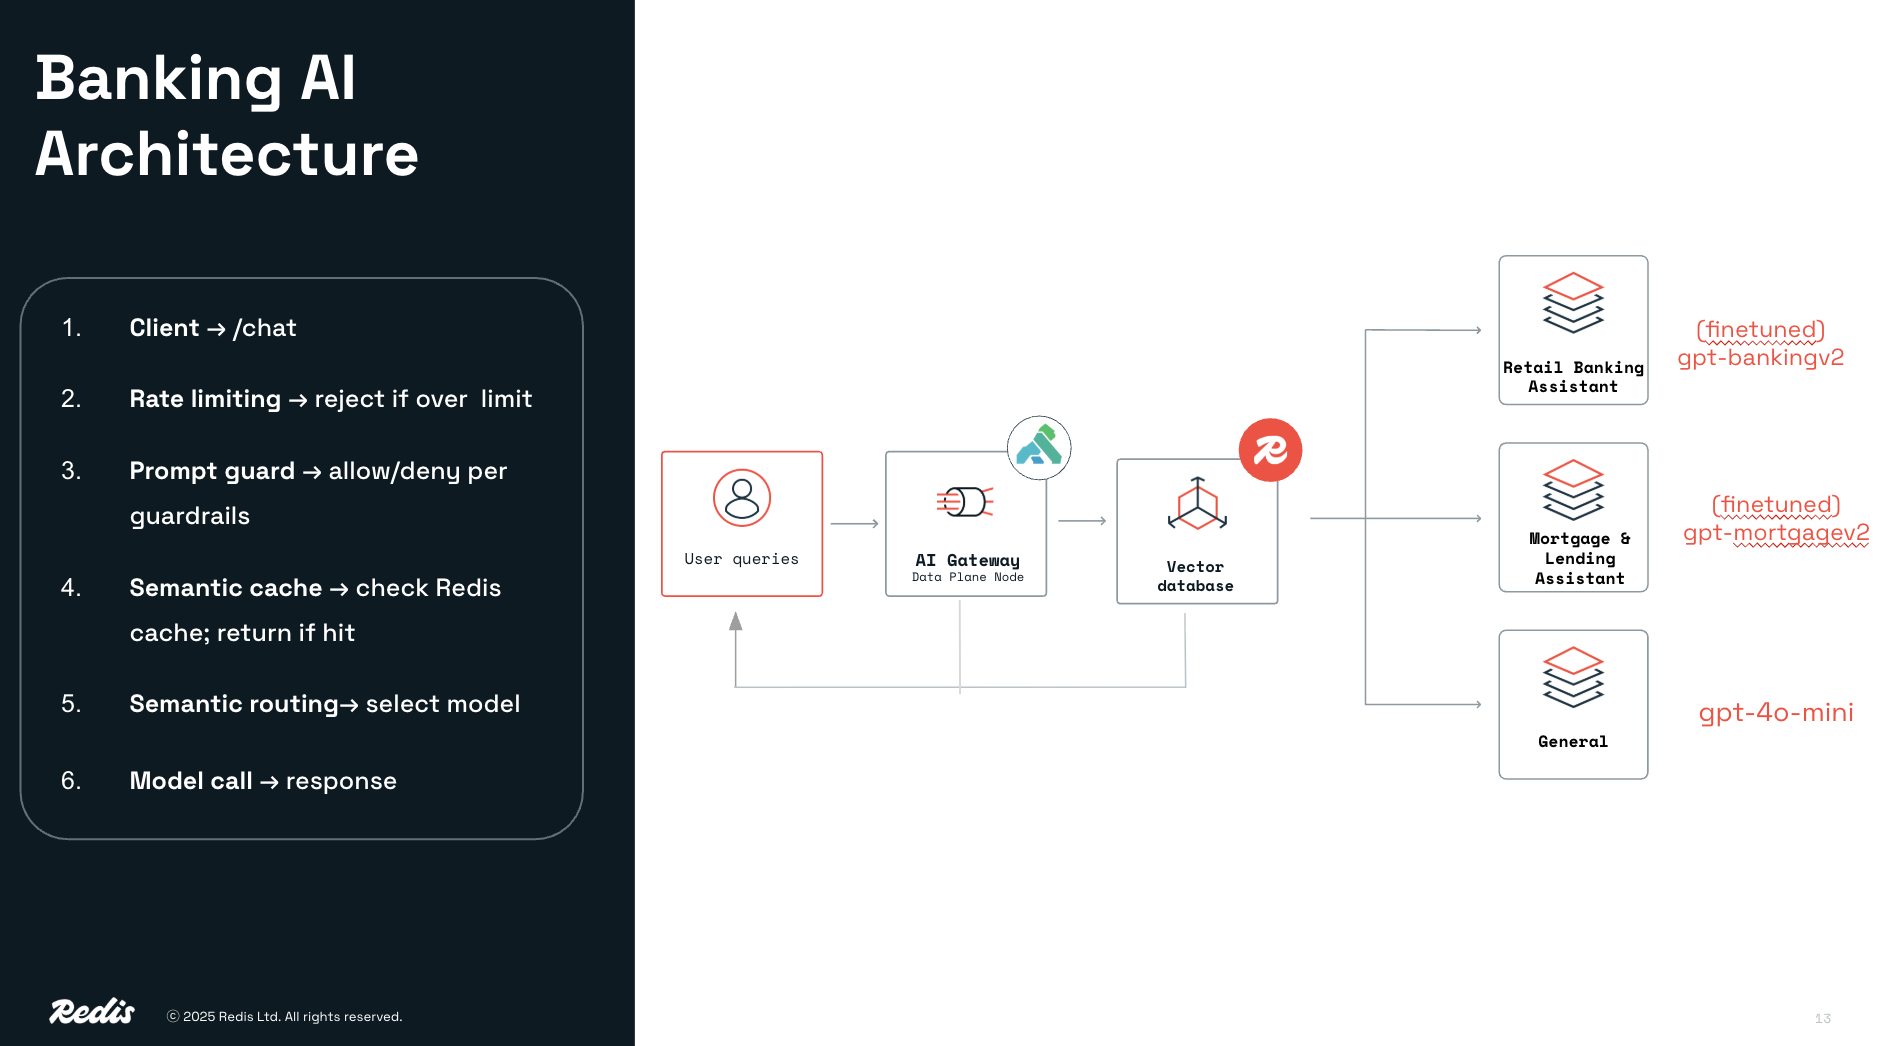 Banking AI
Architecture
1. Client → /chat
2. Rate limiting → reject if over  limit
3. Prompt guard → allow/deny per
guardrails
4. Semantic cache → check Redis
cache; return if hit
5. Semantic routing→ select model
6. Model call → response
Redis
© 2025 Redis Ltd. All rights reserved.
User queries
AI Gateway
Data Plane Node
Vector
database
Retail Banking
Assistant
(finetuned)
gpt-bankingv2
Mortgage &
Lending
Assistant
(finetuned)
gpt-mortgagev2
General
gpt-4o-mini
13